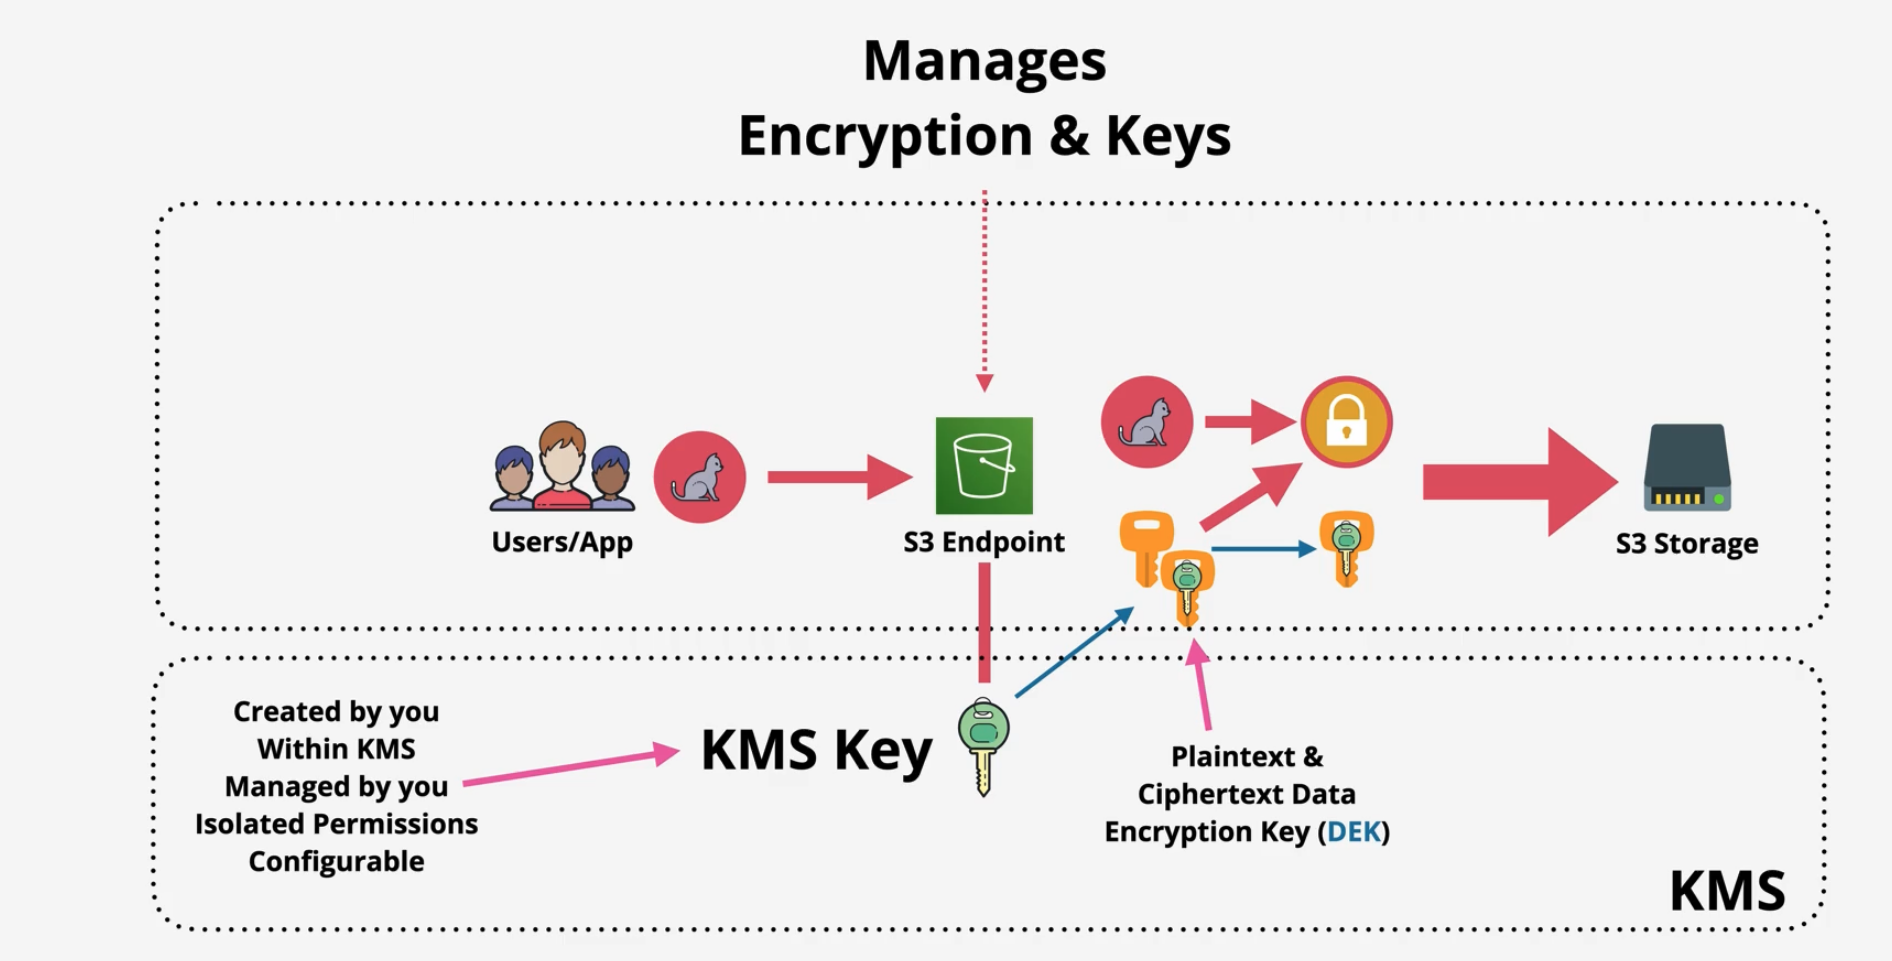 Manages
Encryption & Keys
Users/App
S3 Endpoint
S3 Storage
Created by you
Within KMS
Managed by you
Isolated Permissions
Configurable
KMS Key
Plaintext &
Ciphertext Data
Encryption Key (DEK)
KMS